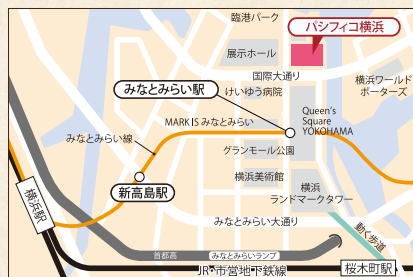 臨港パーク
パシフィコ横浜
展示ホール
国際大通り
みなとみらい駅
けいゆう病院
横浜ワールド
ポーターズ
Queen's
Square
YOKOHAMA
MARK IS みなとみらい
みなとみらい線
グランモール公園
新高島駅
横浜美術館
横浜
ランドマークタワー
横浜駅
みなとみらい大通り
動く歩道
首都高
みなとみらいランプ
桜木町駅
JR・市営地下鉄線